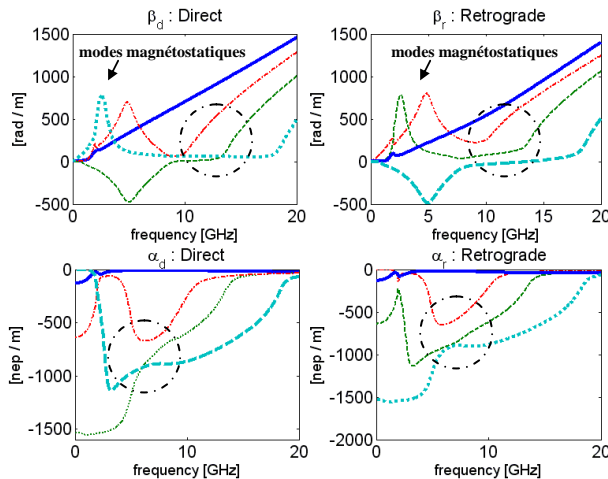 β_d : Direct
modes magnétostatiques
[rad / m]
1500
1000
500
0
-500
0
10
20
frequency [GHz]
β_r : Retrograde
modes magnétostatiques
[rad / m]
1500
1000
500
0
-500
0
5
10
15
20
frequency [GHz]
α_d : Direct
[nep / m]
0
-500
-1000
-1500
0
10
20
frequency [GHz]
α_r : Retrograde
[nep / m]
0
-500
-1000
-1500
-2000
0
10
20
frequency [GHz]